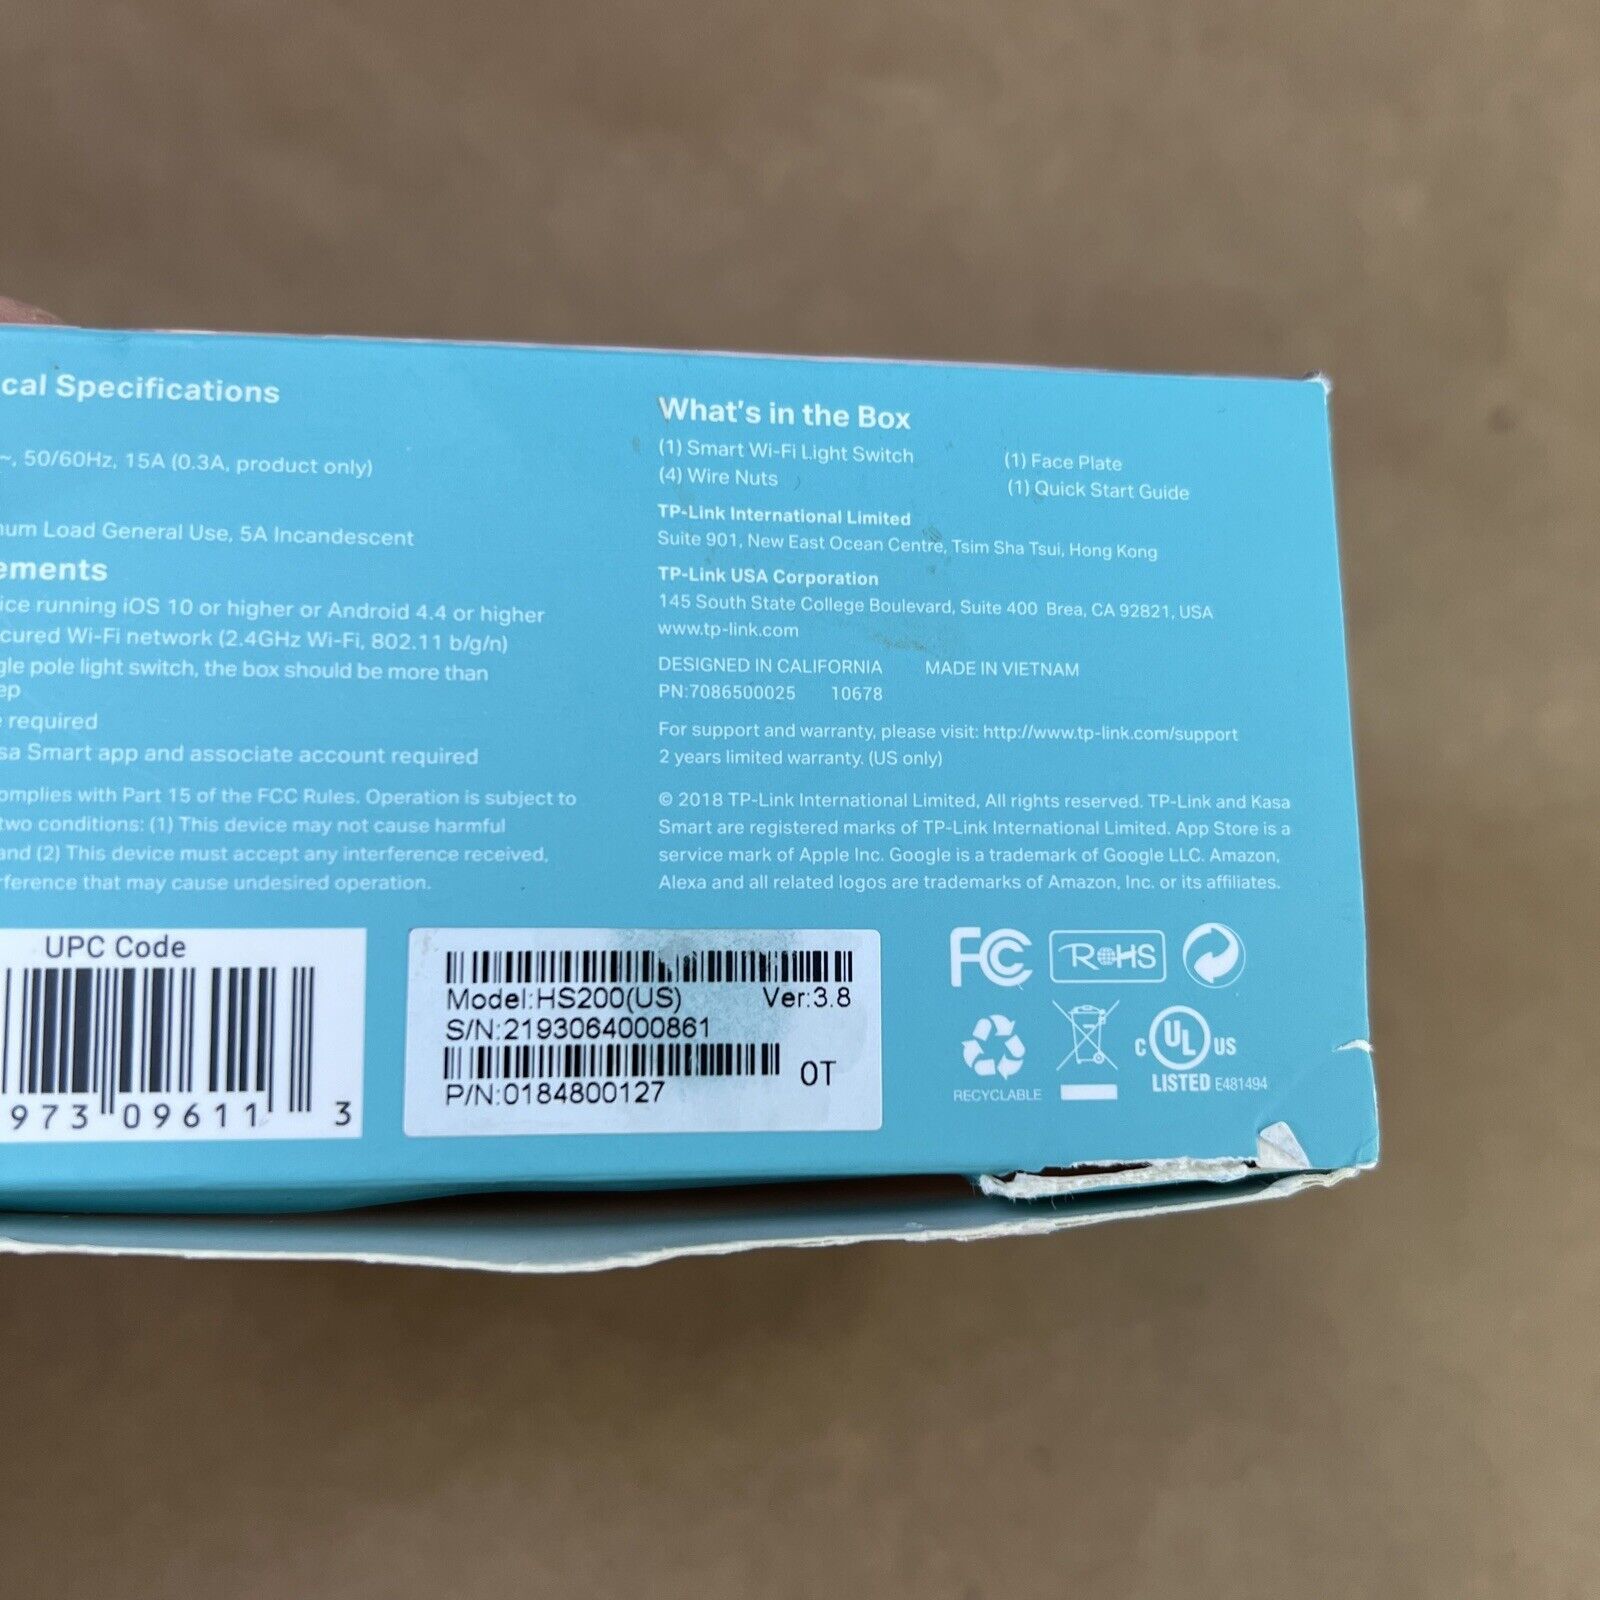 cal Specifications
~, 50/60Hz, 15A (0.3A, product only)
num Load General Use, 5A Incandescent
ements
ice running iOS 10 or higher or Android 4.4 or higher
cured Wi-Fi network (2.4GHz Wi-Fi, 802.11 b/g/n)
gle pole light switch, the box should be more than
ep
e required
sa Smart app and associate account required
omplies with Part 15 of the FCC Rules. Operation is subject to
two conditions: (1) This device may not cause harmful
and (2) This device must accept any interference received,
ference that may cause undesired operation.
What's in the Box
(1) Smart Wi-Fi Light Switch
(1) Face Plate
(4) Wire Nuts
(1) Quick Start Guide
TP-Link International Limited
Suite 901, New East Ocean Centre, Tsim Sha Tsui, Hong Kong
TP-Link USA Corporation
145 South State College Boulevard, Suite 400 Brea, CA 92821, USA
www.tp-link.com
DESIGNED IN CALIFORNIA MADE IN VIETNAM
PN:7086500025 10678
For support and warranty, please visit: http://www.tp-link.com/support
2 years limited warranty. (US only)
© 2018 TP-Link International Limited, All rights reserved. TP-Link and Kasa
Smart are registered marks of TP-Link International Limited. App Store is a
service mark of Apple Inc. Google is a trademark of Google LLC. Amazon,
Alexa and all related logos are trademarks of Amazon, Inc. or its affiliates.
UPC Code
973 09611 3
Model:HS200(US) Ver:3.8
S/N:2193064000861
P/N:0184800127
0T
FC
RoHS
RECYCLABLE
C UL US
LISTED E481494